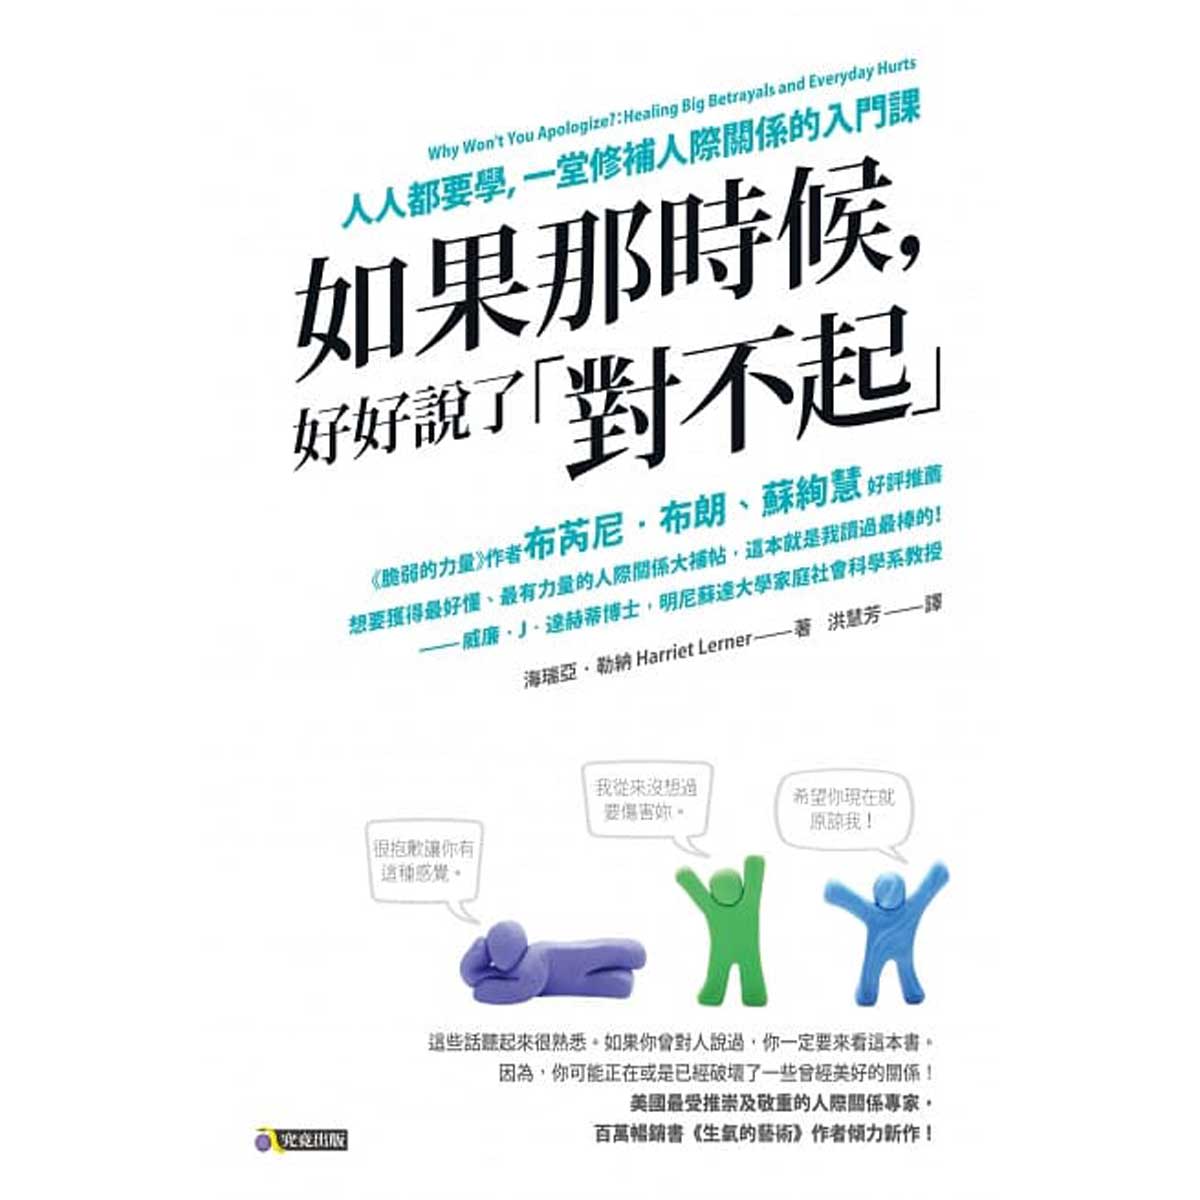 Why Won't You Apologize?:Healing Big Betrayals and Everyday Hurts
人人都要學,一堂修補人際關係的入門課
如果那時候,
好好說了「對不起」
《脆弱的力量》作者布芮尼・布朗、蘇絢慧好評推薦
想要獲得最好懂、最有力量的人際關係大補帖,這本就是我讀過最棒的!
——威廉・J・達赫蒂博士,明尼蘇達大學家庭社會科學系教授
海瑞亞・勒納 Harriet Lerner——著 洪慧芳——譯
很抱歉讓你有
這種感覺。
我從來沒想過
要傷害妳。
希望你現在就
原諒我!
這些話聽起來很熟悉。如果你曾對人說過,你一定要來看這本書。
因為,你可能正在或是已經破壞了一些曾經美好的關係!
美國最受推崇及敬重的人際關係專家,
百萬暢銷書《生氣的藝術》作者傾力新作!
究竟出版